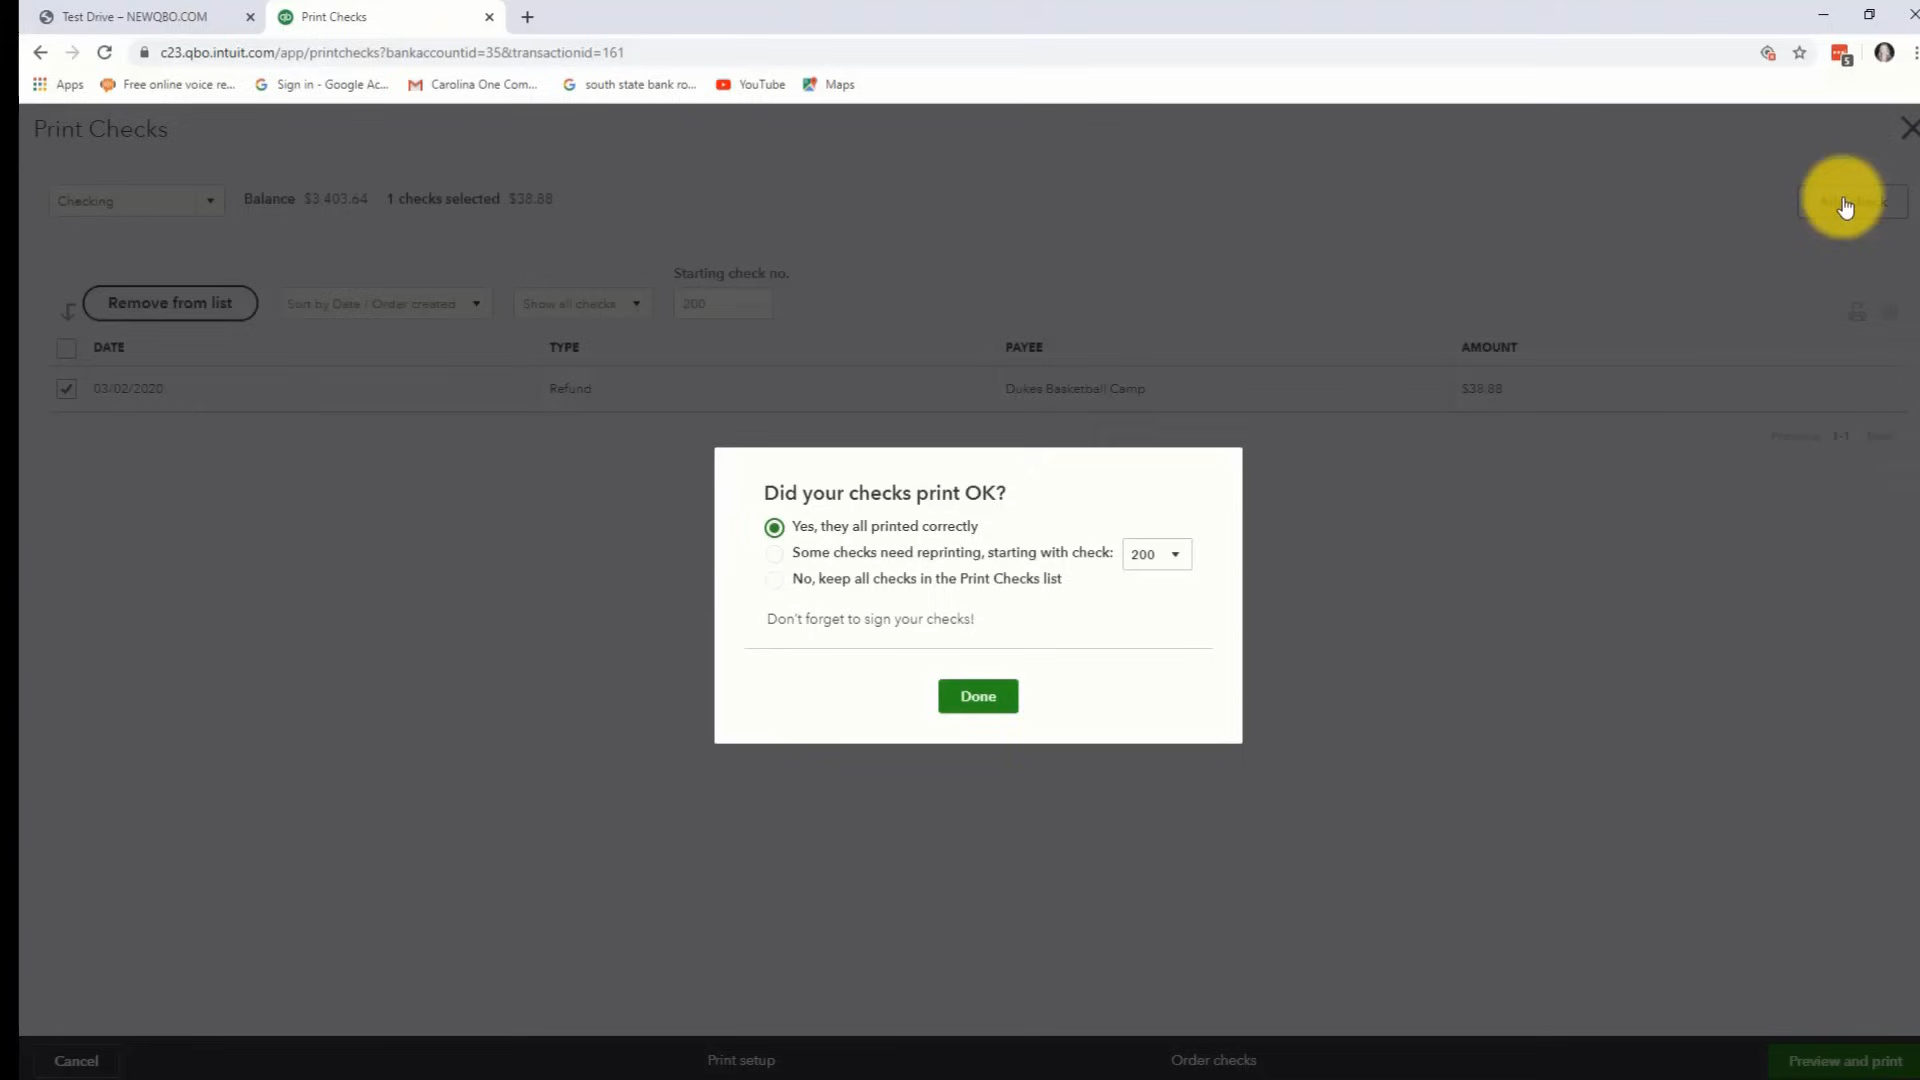 Test Drive – NEWQBO.COM
Print Checks
c23.qbo.intuit.com/app/printchecks?bankaccountid=35&transactionid=161
Apps
Free online voice re...
Sign in - Google Ac...
Carolina One Com...
south state bank ro...
YouTube
Maps
5
Print Checks
Checking
Balance $3 403.64 1 checks selected $38.88
Starting check no.
Remove from list
Sort by Date / Order created
Show all checks
200
DATE TYPE PAYEE AMOUNT
03/02/2020 Refund Dukes Basketball Camp $38.88
1-1
Did your checks print OK?
Yes, they all printed correctly
Some checks need reprinting, starting with check: 200
No, keep all checks in the Print Checks list
Don't forget to sign your checks!
Done
Cancel
Print setup
Order checks
Preview and print